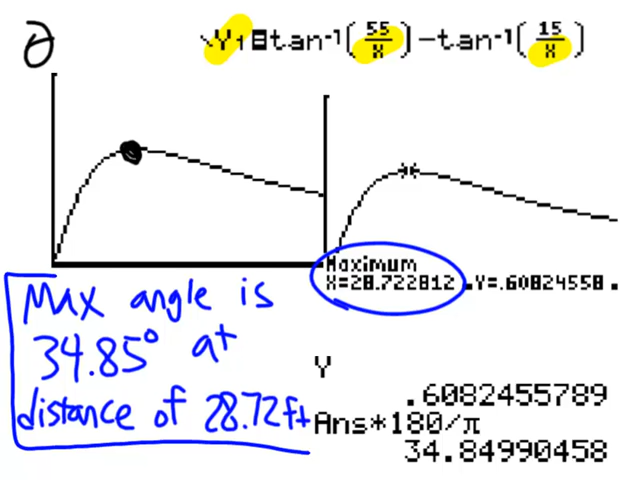 θ
\Y1=tan⁻¹(55/X)-tan⁻¹(15/X)
Maximum
X=28.722812 .Y=.60824558 .
Max angle is
34.85° at
distance of 28.72ft
Y
.6082455789
Ans*180/π
34.84990458